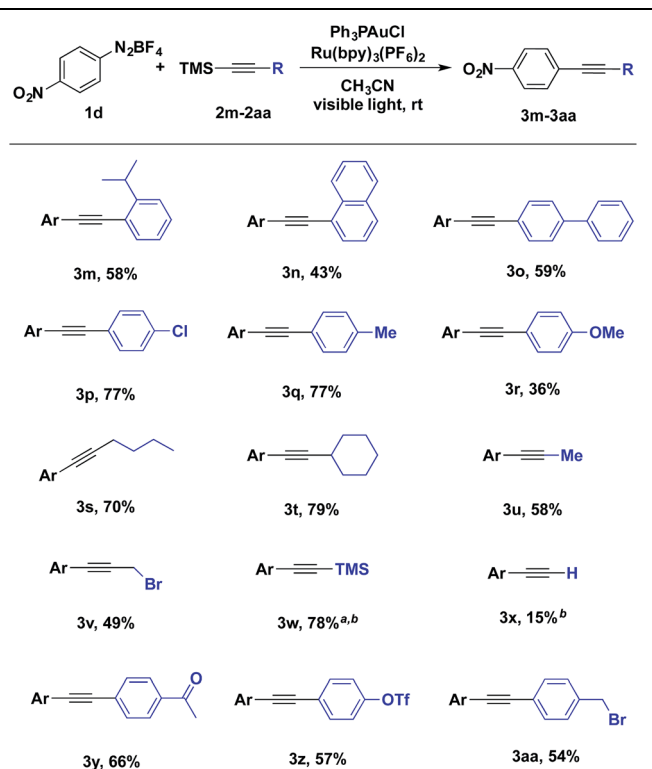 N₂BF₄
O₂N
1d
+
TMS
R
2m-2aa
Ph₃PAuCl
Ru(bpy)₃(PF₆)₂
CH₃CN
visible light, rt
NO₂
R
3m-3aa
Ar
3m, 58%
Ar
3n, 43%
Ar
3o, 59%
Ar
Cl
3p, 77%
Ar
Me
3q, 77%
Ar
OMe
3r, 36%
Ar
3s, 70%
Ar
3t, 79%
Ar
Me
3u, 58%
Ar
Br
3v, 49%
Ar
TMS
3w, 78%ᵃ,ᵇ
Ar
H
3x, 15%ᵇ
Ar
O
3y, 66%
Ar
OTf
3z, 57%
Ar
Br
3aa, 54%